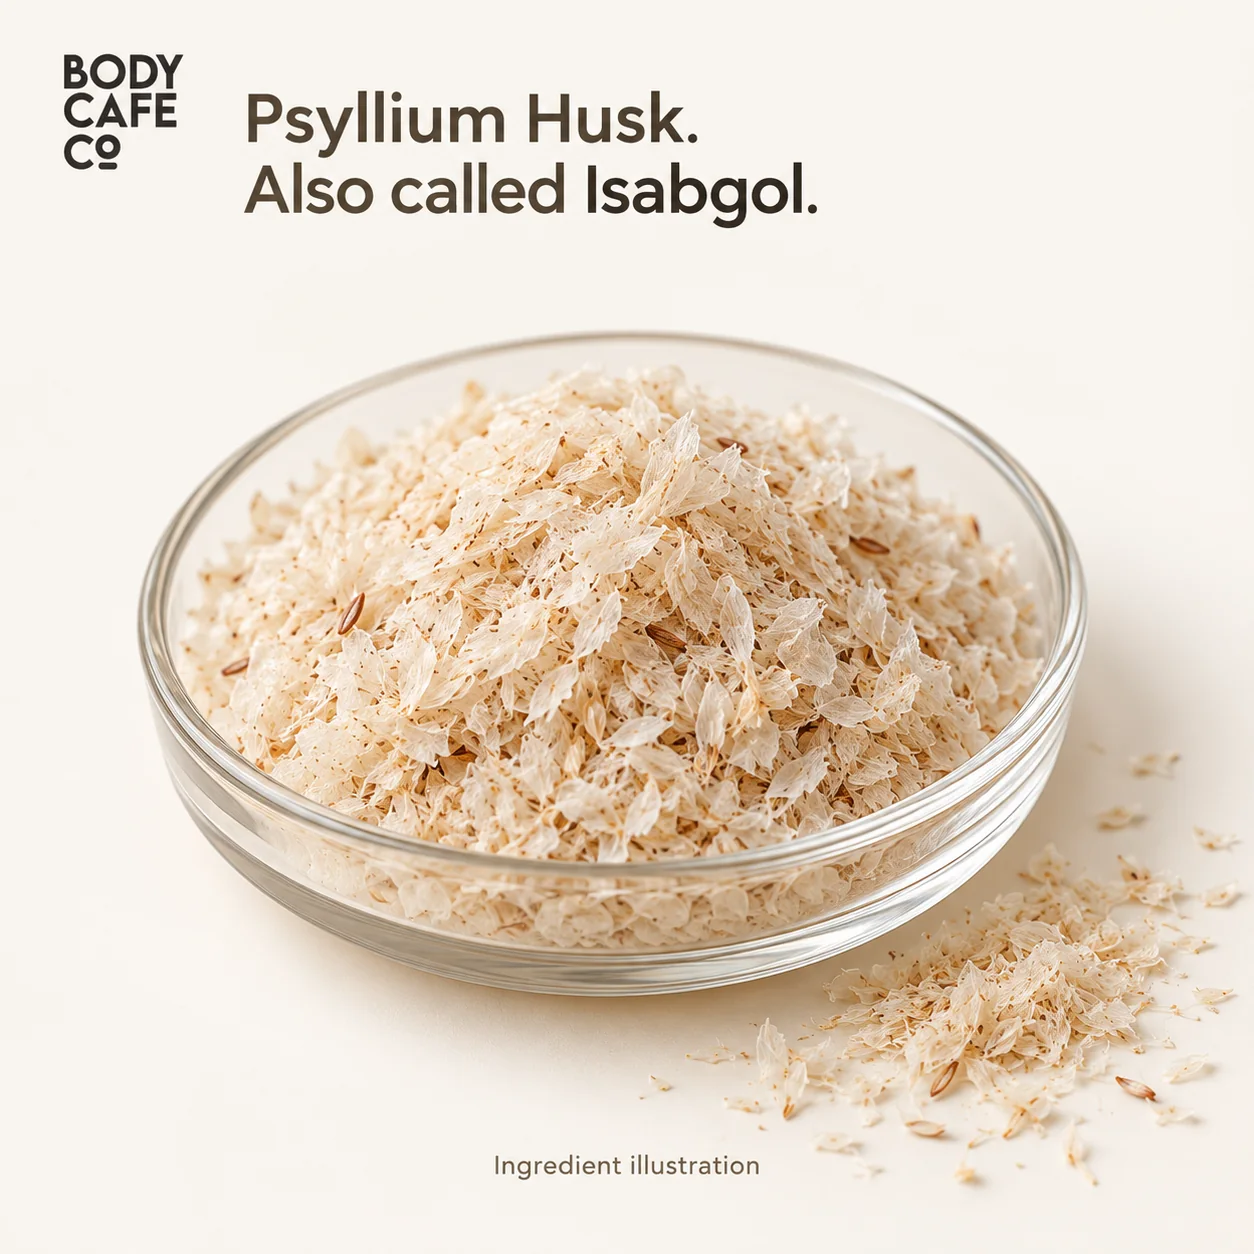 BODY
CAFE
Co
Psyllium Husk.
Also called Isabgol.
Ingredient illustration